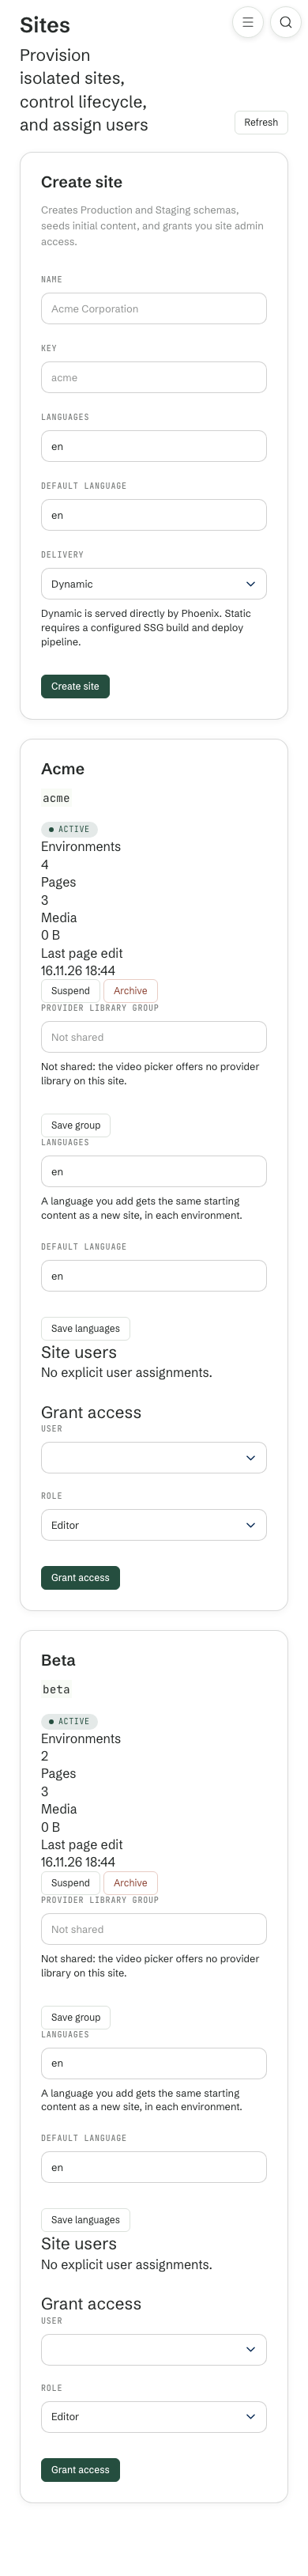 Sites
Provision
isolated sites,
control lifecycle,
and assign users
Refresh
Create site
Creates Production and Staging schemas,
seeds initial content, and grants you site admin
access.
NAME
Acme Corporation
KEY
acme
LANGUAGES
en
DEFAULT LANGUAGE
en
DELIVERY
Dynamic
Dynamic is served directly by Phoenix. Static
requires a configured SSG build and deploy
pipeline.
Create site
Acme
acme
ACTIVE
Environments
4
Pages
3
Media
0 B
Last page edit
16.11.26 18:44
Suspend Archive
PROVIDER LIBRARY GROUP
Not shared
Not shared: the video picker offers no provider
library on this site.
Save group
LANGUAGES
en
A language you add gets the same starting
content as a new site, in each environment.
DEFAULT LANGUAGE
en
Save languages
Site users
No explicit user assignments.
Grant access
USER
ROLE
Editor
Grant access
Beta
beta
ACTIVE
Environments
2
Pages
3
Media
0 B
Last page edit
16.11.26 18:44
Suspend Archive
PROVIDER LIBRARY GROUP
Not shared
Not shared: the video picker offers no provider
library on this site.
Save group
LANGUAGES
en
A language you add gets the same starting
content as a new site, in each environment.
DEFAULT LANGUAGE
en
Save languages
Site users
No explicit user assignments.
Grant access
USER
ROLE
Editor
Grant access